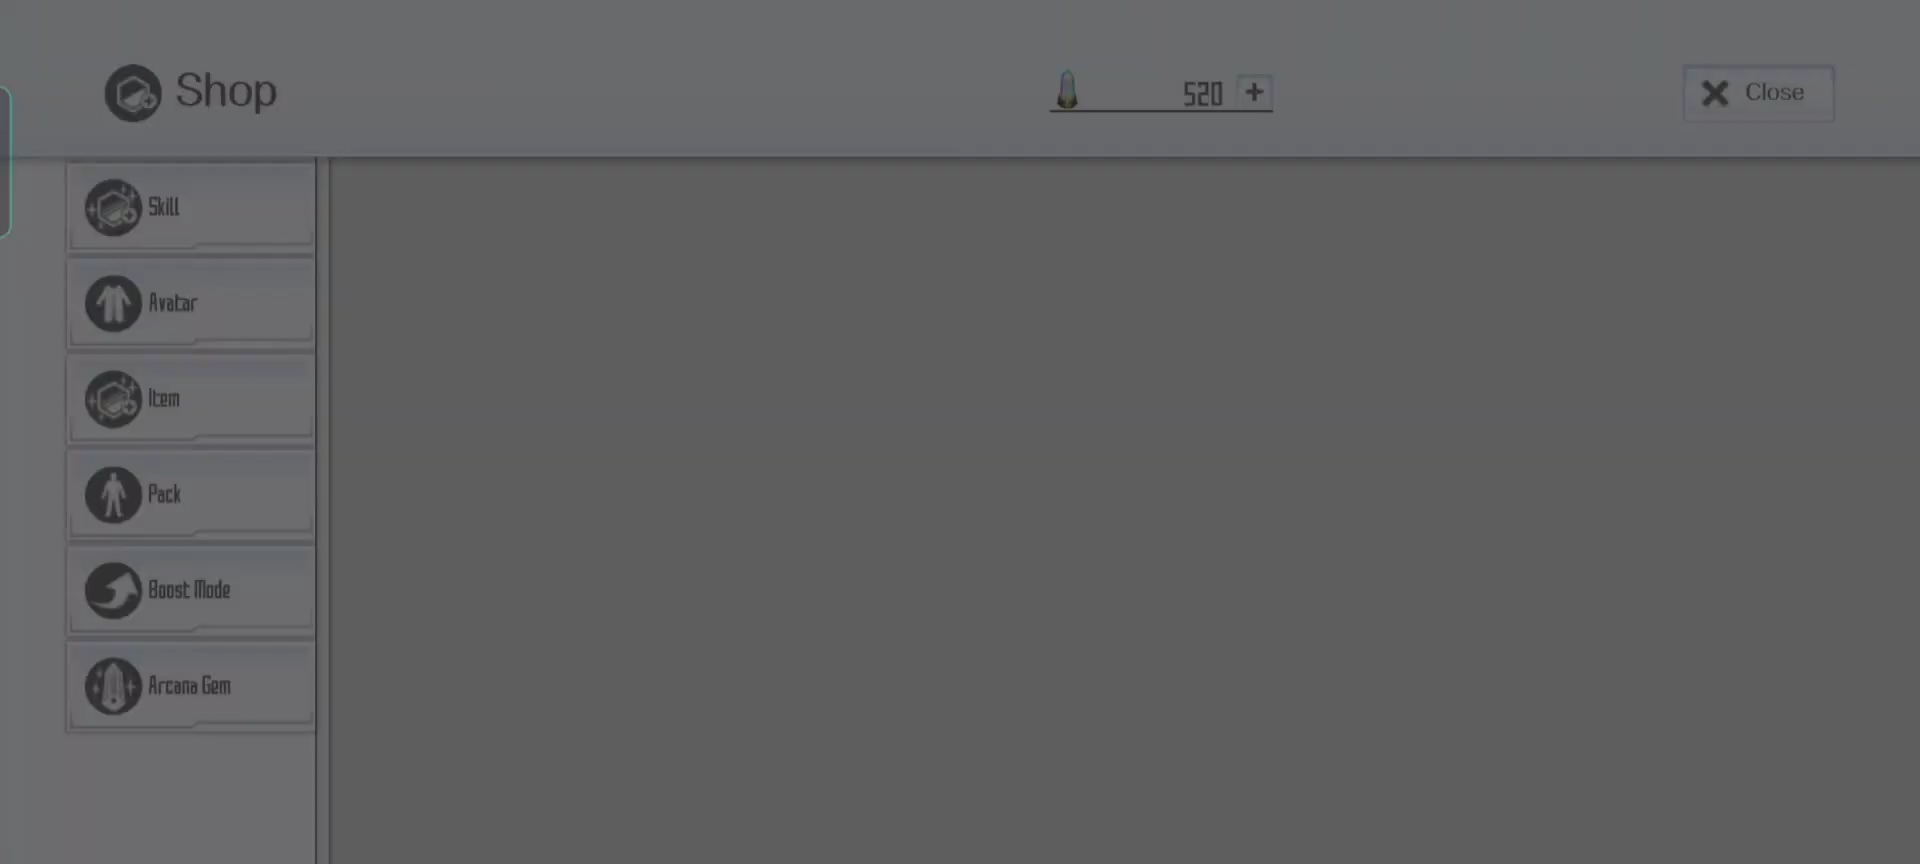 Shop
520 +
Close
Skill
Avatar
Item
Pack
Boost Mode
Arcana Gem